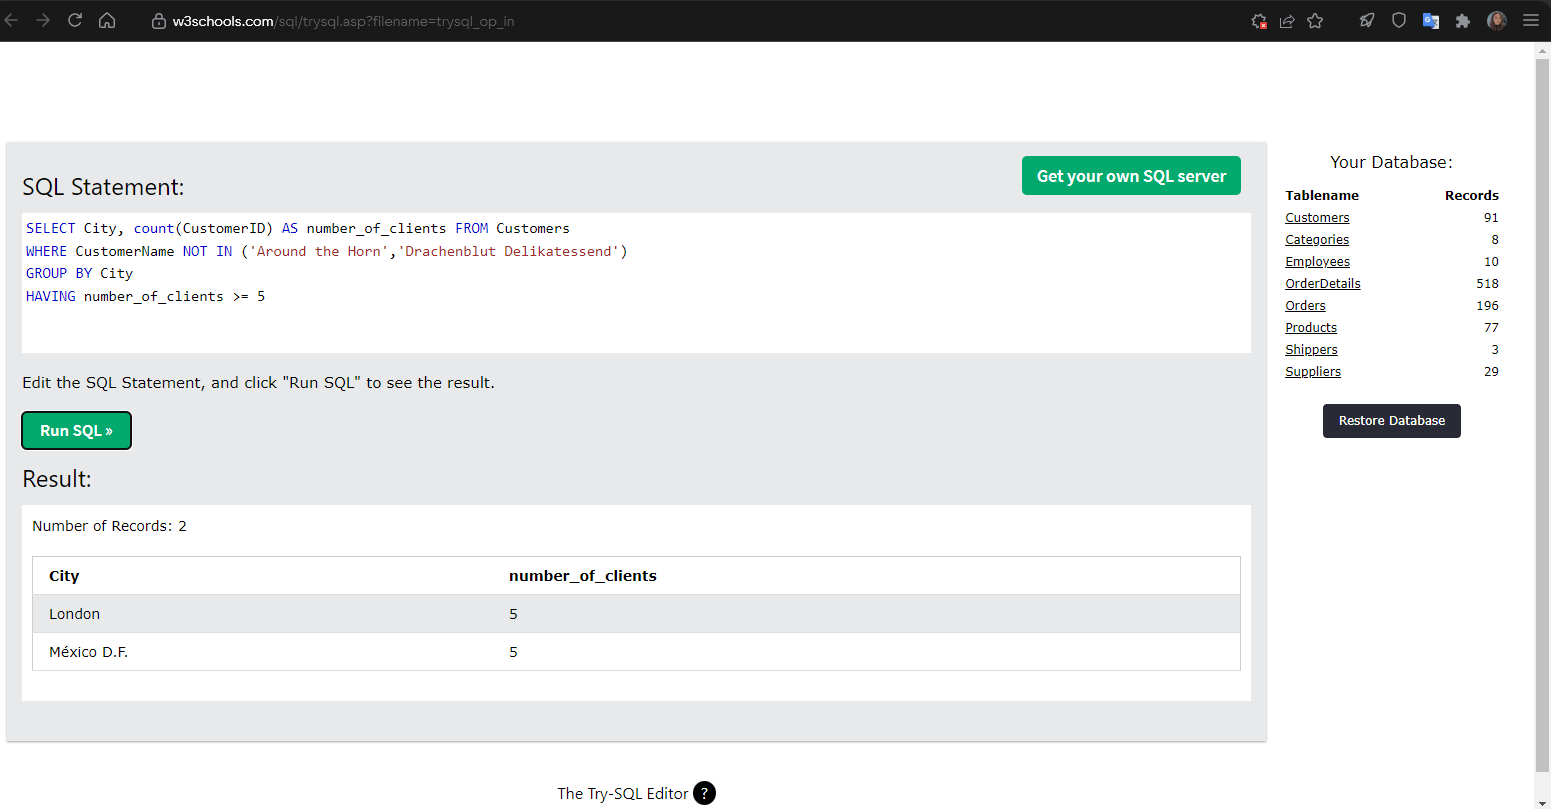 w3schools.com/sql/trysql.asp?filename=trysql_op_in
Get your own SQL server
SQL Statement:
SELECT City, count(CustomerID) AS number_of_clients FROM Customers
WHERE CustomerName NOT IN ('Around the Horn','Drachenblut Delikatessend')
GROUP BY City
HAVING number_of_clients >= 5
Edit the SQL Statement, and click "Run SQL" to see the result.
Run SQL »
Result:
Number of Records: 2
City number_of_clients
London 5
México D.F. 5
Your Database:
Tablename Records
Customers 91
Categories 8
Employees 10
OrderDetails 518
Orders 196
Products 77
Shippers 3
Suppliers 29
Restore Database
The Try-SQL Editor ?